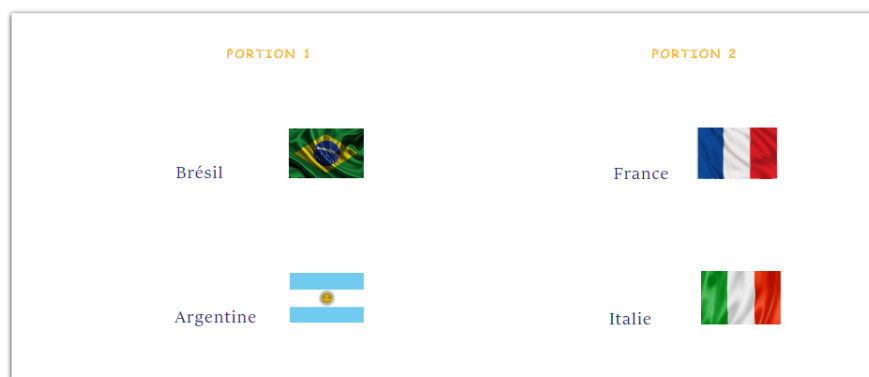 PORTION 1
PORTION 2
Brésil
France
Argentine
Italie